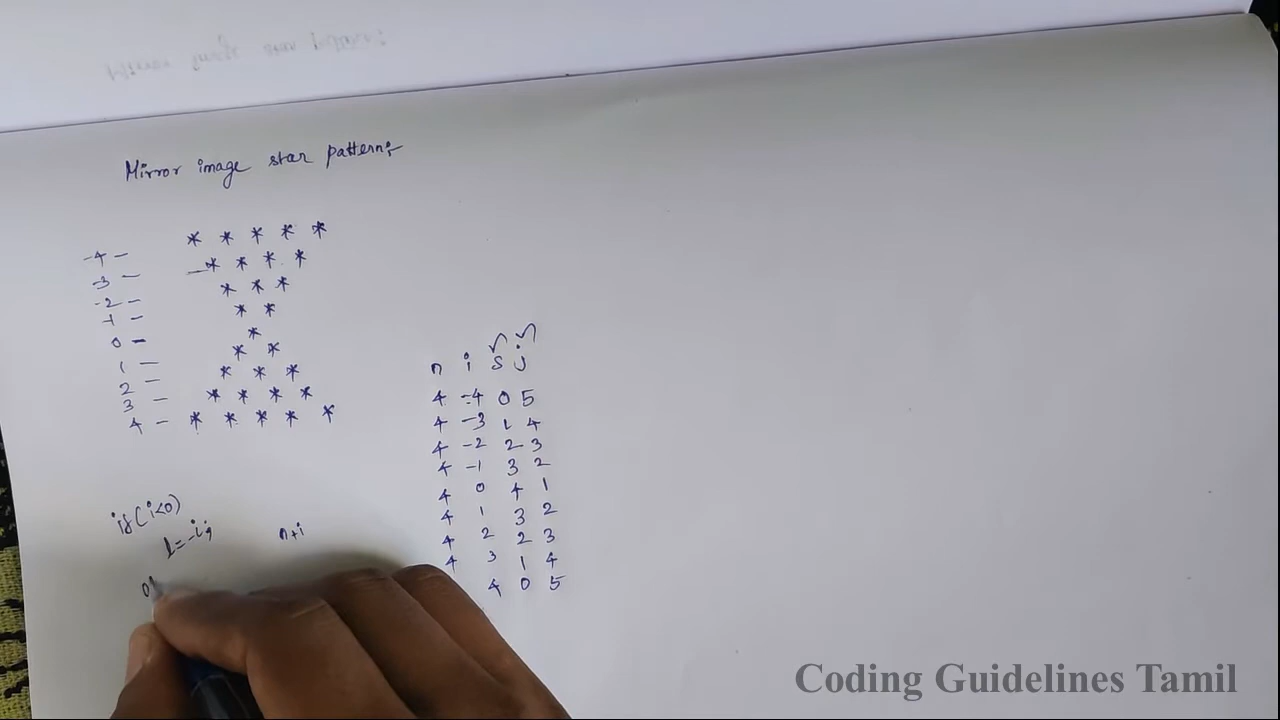 Mirror image star pattern:-
* * * * *
-4 -
- * * * *
-3 -
* * *
-2 -
* *
-1 -
*
0 -
* *
1 -
* * *
2 -
* * * *
3 -
4 - * * * * *
n i s j
4 -4 0 5
4 -3 1 4
4 -2 2 3
4 -1 3 2
4 0 4 1
4 1 3 2
4 2 2 3
4 3 1 4
4 0 5
if(i<0)
l=-i;
n+i
Coding Guidelines Tamil